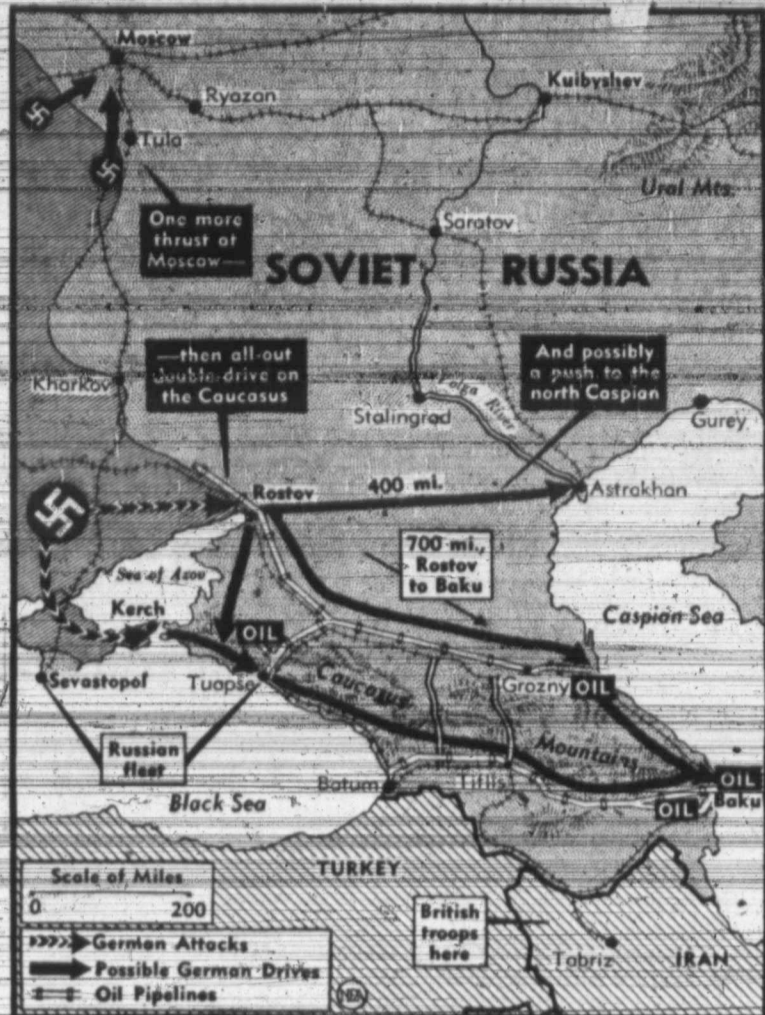 Moscow
Ryazan
Kuibyshev
Tula
Ural Mts.
One more
thrust at
Moscow—
Saratov
SOVIET RUSSIA
—then all-out
double-drive on
the Caucasus
And possibly
a push to the
north Caspian
Kharkov
Stalingrad
Volga River
Gurey
Rostov
400 mi.
Astrakhan
700 mi.,
Rostov
to Baku
Sea of Azov
Kerch
Caspian Sea
OIL
Sevastopol
Tuapse
Caucasus
Grozny
OIL
Russian
fleet
Mountains
Batum
Tiflis
OIL
Baku
OIL
Black Sea
TURKEY
Scale of Miles
0 200
British
troops
here
Tabriz
IRAN
German Attacks
Possible German Drives
Oil Pipelines
NEA